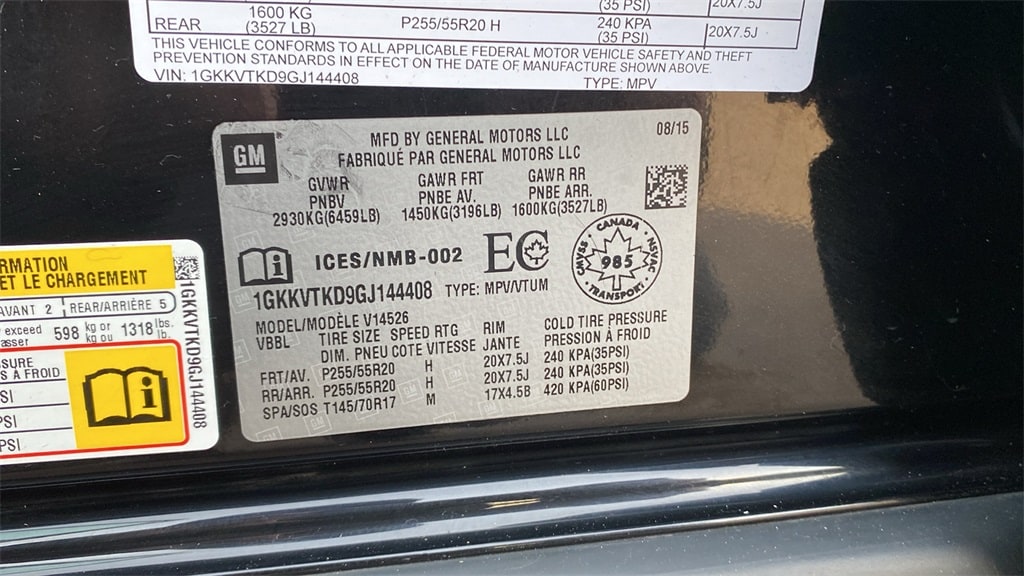 (35 PSI) 20X7.5J
REAR 1600 KG (3527 LB) P255/55R20 H 240 KPA (35 PSI) 20X7.5J
THIS VEHICLE CONFORMS TO ALL APPLICABLE FEDERAL MOTOR VEHICLE SAFETY AND THEFT
PREVENTION STANDARDS IN EFFECT ON THE DATE OF MANUFACTURE SHOWN ABOVE.
VIN: 1GKKVTKD9GJ144408 TYPE: MPV
GM
MFD BY GENERAL MOTORS LLC 08/15
FABRIQUÉ PAR GENERAL MOTORS LLC
GVWR GAWR FRT GAWR RR
PNBV PNBE AV. PNBE ARR.
2930KG(6459LB) 1450KG(3196LB) 1600KG(3527LB)
ICES/NMB-002 EC
CANADA
CMVSS 985 NSVAC
TRANSPORT
1GKKVTKD9GJ144408 TYPE: MPV/VTUM
MODEL/MODÈLE V14526
VBBL TIRE SIZE SPEED RTG RIM COLD TIRE PRESSURE
DIM. PNEU COTE VITESSE JANTE PRESSION À FROID
FRT/AV. P255/55R20 H 20X7.5J 240 KPA(35PSI)
RR/ARR. P255/55R20 H 20X7.5J 240 KPA(35PSI)
SPA/SOS T145/70R17 M 17X4.5B 420 KPA(60PSI)
RMATION
ET LE CHARGEMENT
AVANT 2 REAR/ARRIÈRE 5
exceed 598 kg or 1318 lbs.
asser kg ou lb.
SSURE
S À FROID
SI
PSI
PSI
1GKKVTKD9GJ144408